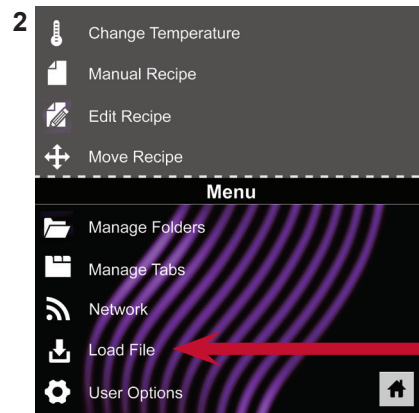 2
Change Temperature
Manual Recipe
Edit Recipe
Move Recipe
Menu
Manage Folders
Manage Tabs
Network
Load File
User Options